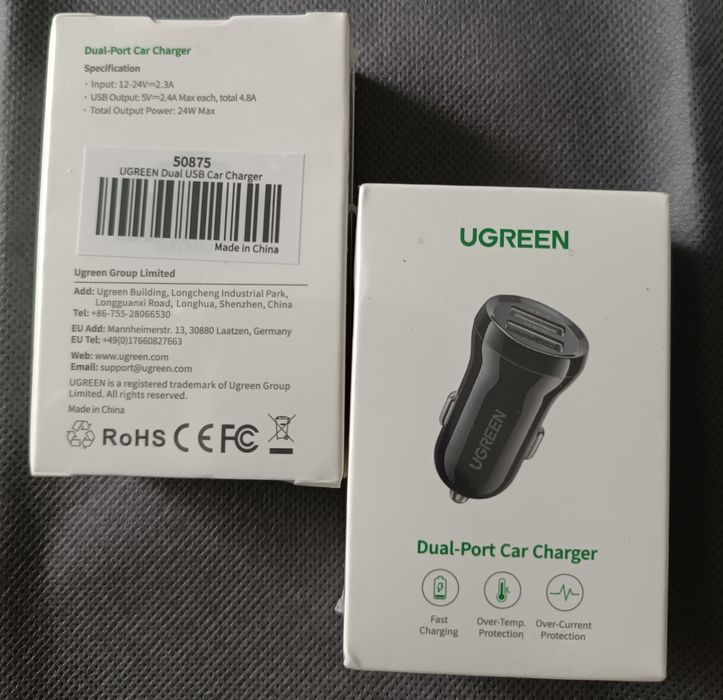 Dual-Port Car Charger
Specification
· Input: 12-24V⎓2.3A
· USB Output: 5V⎓2.4A Max each, total 4.8A
· Total Output Power: 24W Max
50875
UGREEN Dual USB Car Charger
Made in China
Ugreen Group Limited
Add: Ugreen Building, Longcheng Industrial Park,
Longguanxi Road, Longhua, Shenzhen, China
Tel: +86-755-28066530
EU Add: Mannheimerstr. 13, 30880 Laatzen, Germany
EU Tel: +49(0)17660827663
Web: www.ugreen.com
Email: support@ugreen.com
UGREEN is a registered trademark of Ugreen Group
Limited. All rights reserved.
Made in China
RoHS CE FC
UGREEN
UGREEN
Dual-Port Car Charger
Fast
Charging
Over-Temp.
Protection
Over-Current
Protection